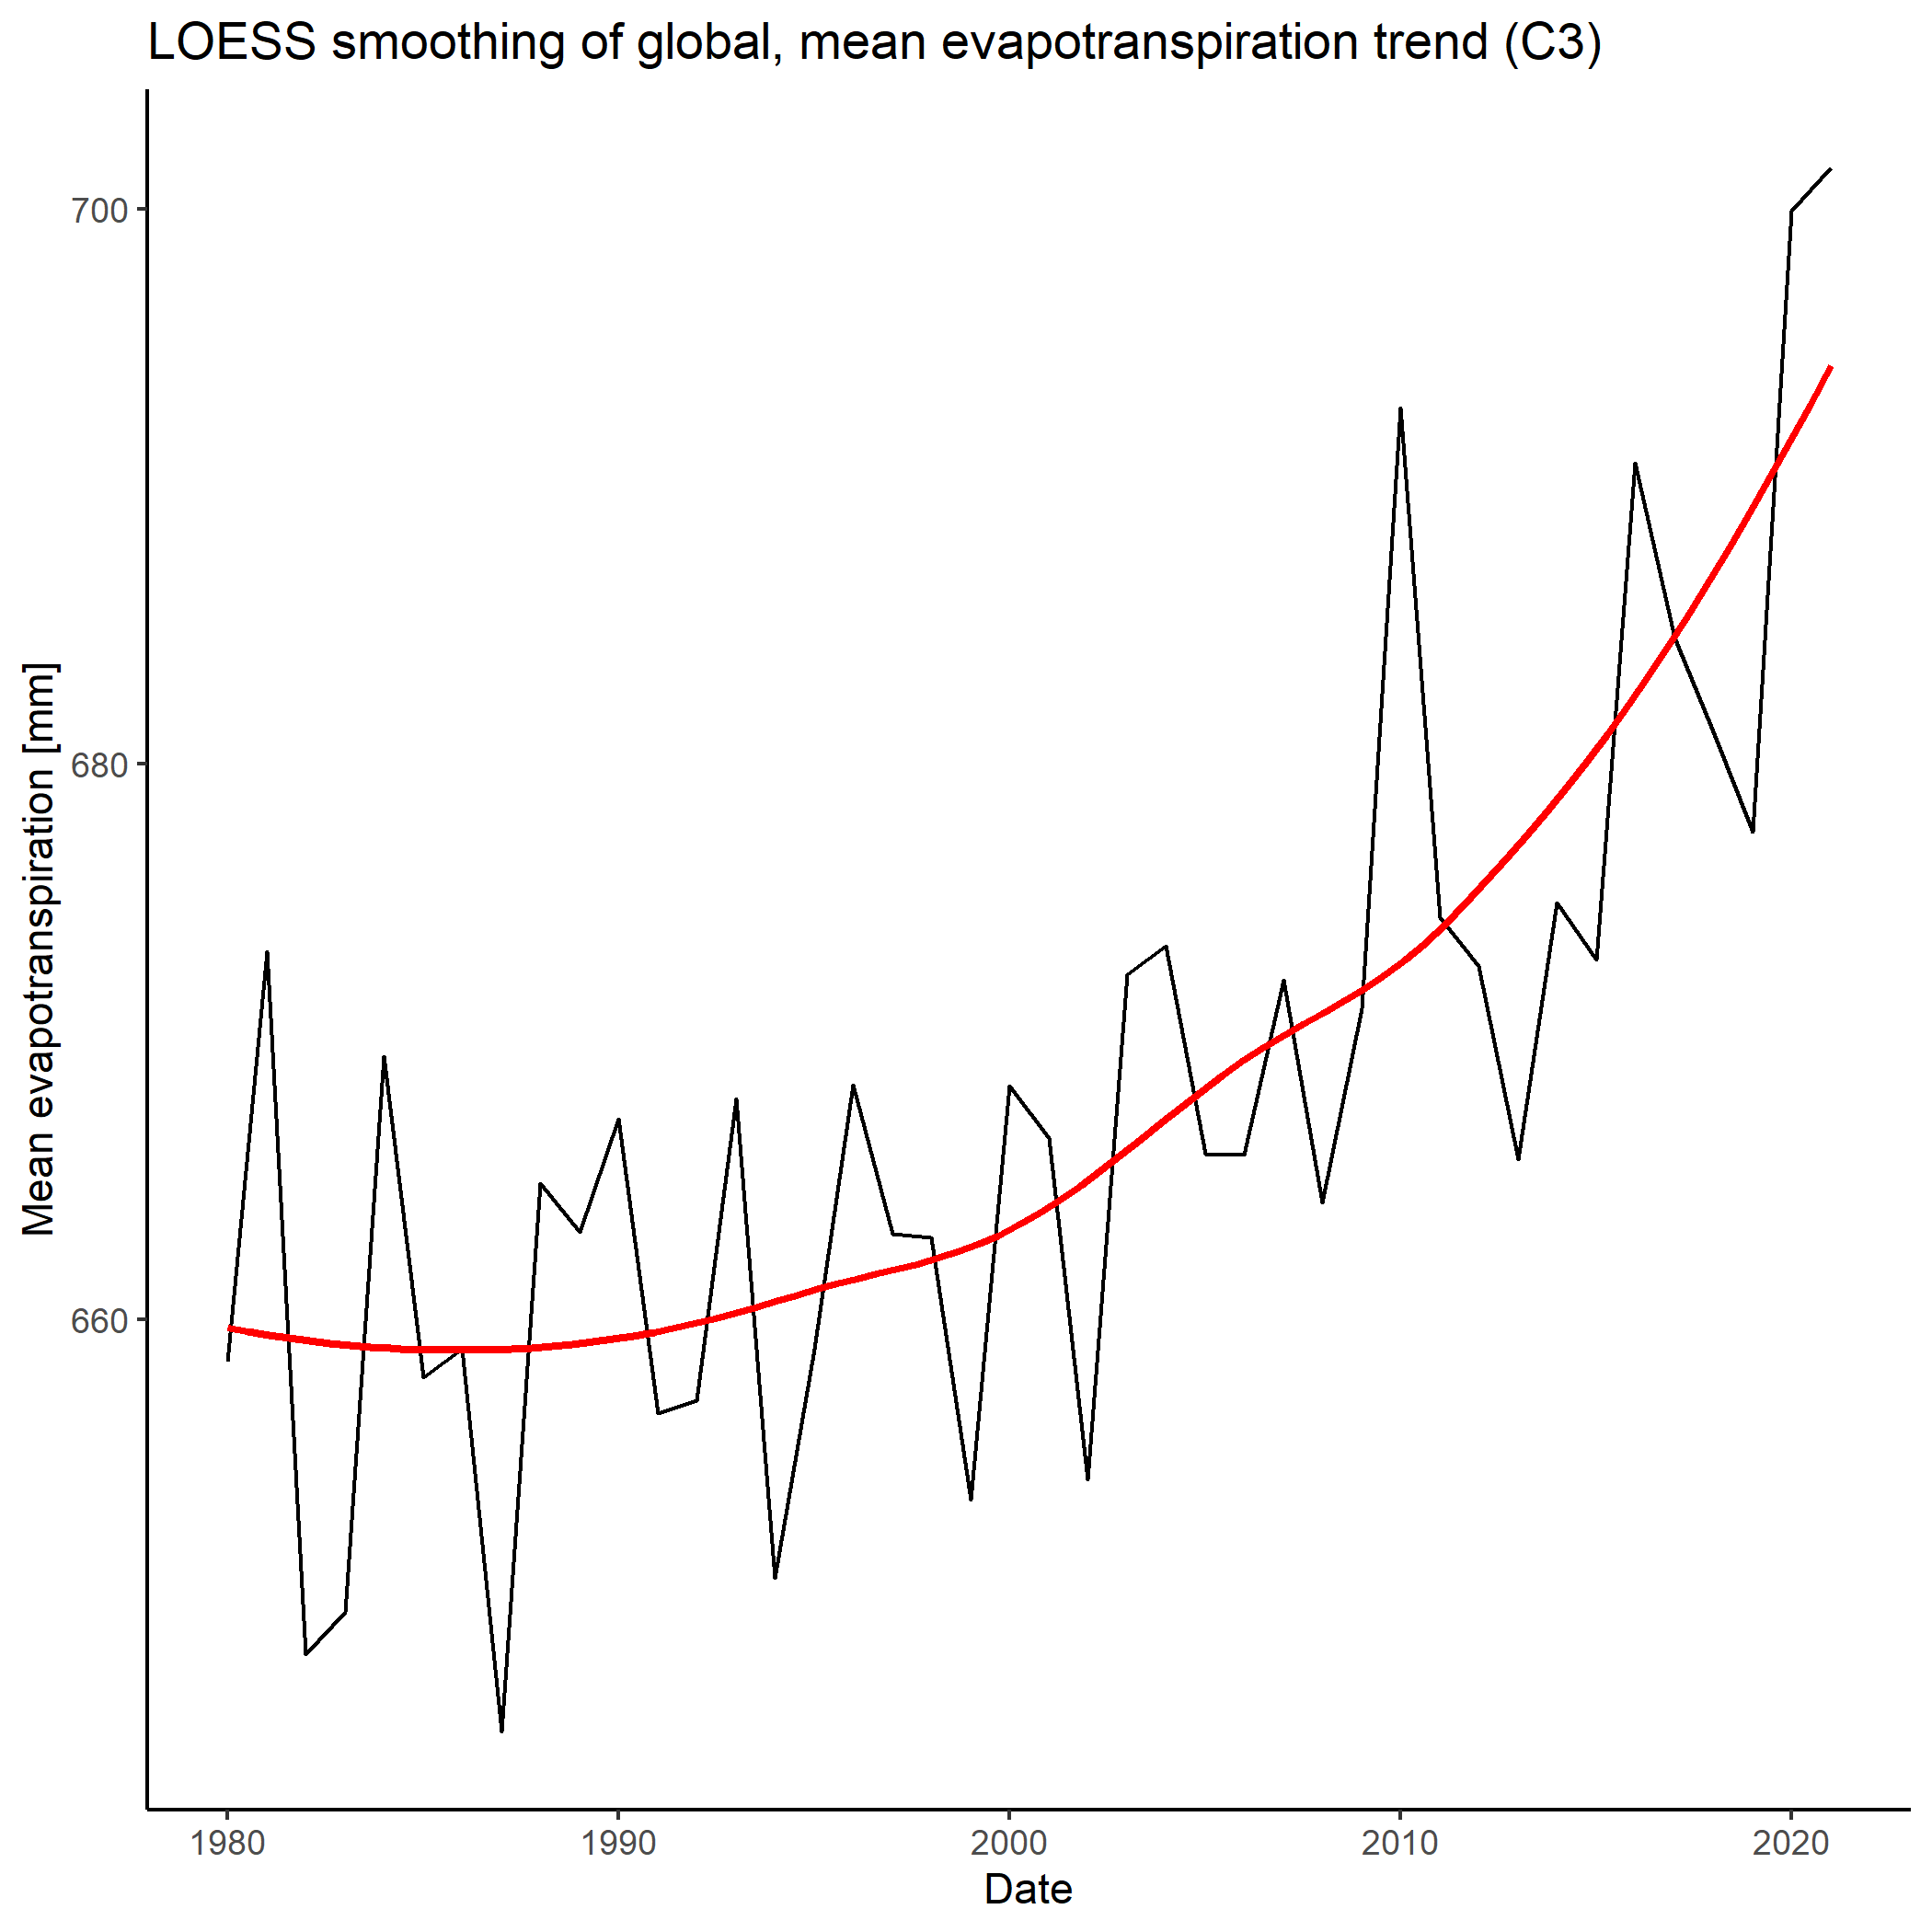 LOESS smoothing of global, mean evapotranspiration trend (C3)
Mean evapotranspiration [mm]
700
680
660
1980 1990 2000 2010 2020
Date